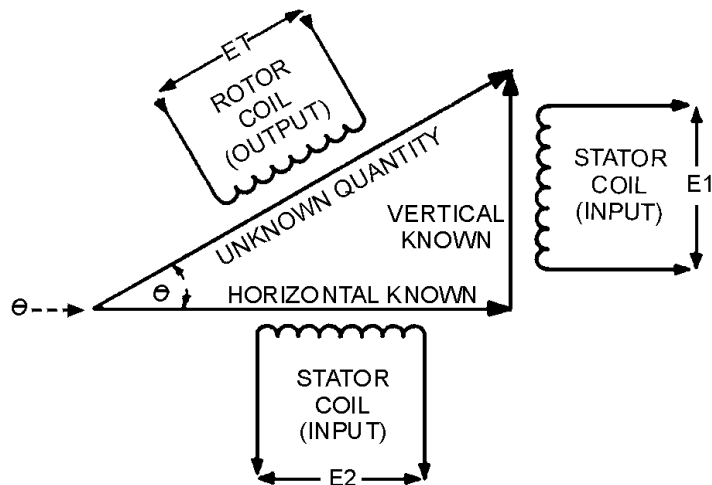 ET
ROTOR
COIL
(OUTPUT)
UNKNOWN QUANTITY
VERTICAL
KNOWN
STATOR
COIL
(INPUT)
E1
Θ
Θ
HORIZONTAL KNOWN
STATOR
COIL
(INPUT)
E2